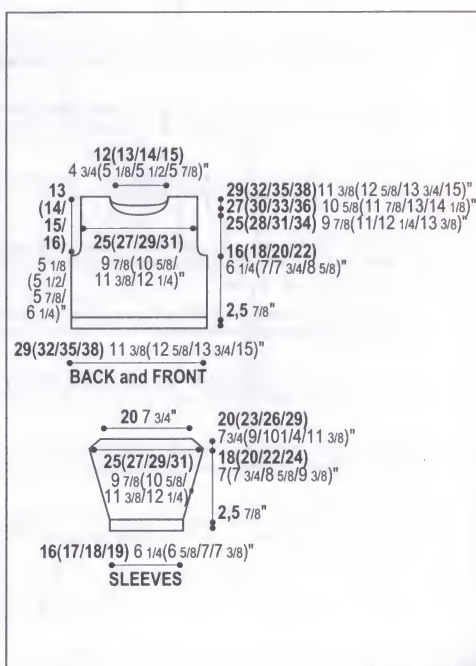 12(13/14/15)
4 3/4(5 1/8/5 1/2/5 7/8)"
13
(14/
15/
16)
5 1/8
(5 1/2/
5 7/8/
6 1/4)"
25(27/29/31)
9 7/8(10 5/8/
11 3/8/12 1/4)"
29(32/35/38)11 3/8(12 5/8/13 3/4/15)"
27(30/33/36) 10 5/8(11 7/8/13/14 1/8)"
25(28/31/34) 9 7/8(11/12 1/4/13 3/8)"
16(18/20/22)
6 1/4(7/7 3/4/8 5/8)"
2,5 7/8"
29(32/35/38) 11 3/8(12 5/8/13 3/4/15)"
BACK and FRONT
20 7 3/4"
25(27/29/31)
9 7/8(10 5/8/
11 3/8/12 1/4)"
20(23/26/29)
7 3/4(9/101/4/11 3/8)"
18(20/22/24)
7(7 3/4/8 5/8/9 3/8)"
2,5 7/8"
16(17/18/19) 6 1/4(6 5/8/7/7 3/8)"
SLEEVES